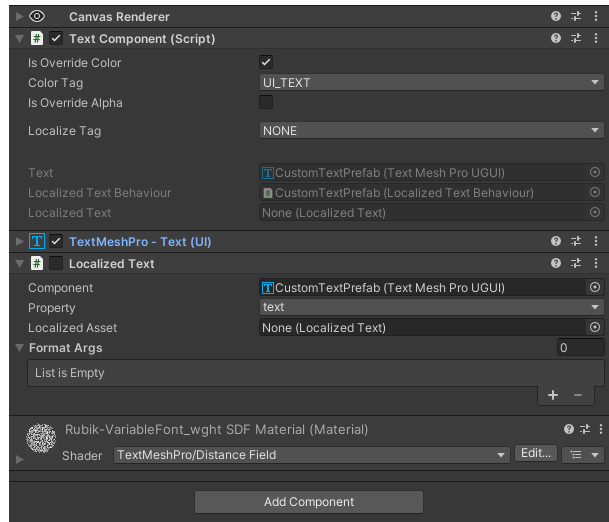 Canvas Renderer
Text Component (Script)
Is Override Color
Color Tag UI_TEXT
Is Override Alpha
Localize Tag NONE
Text CustomTextPrefab (Text Mesh Pro UGUI)
Localized Text Behaviour CustomTextPrefab (Localized Text Behaviour)
Localized Text None (Localized Text)
TextMeshPro - Text (UI)
Localized Text
Component CustomTextPrefab (Text Mesh Pro UGUI)
Property text
Localized Asset None (Localized Text)
Format Args 0
List is Empty
Rubik-VariableFont_wght SDF Material (Material)
Shader TextMeshPro/Distance Field Edit...
Add Component